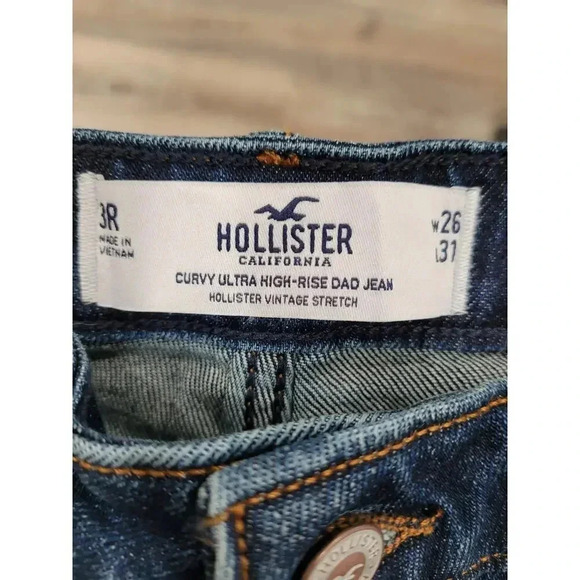 3R
MADE IN
VIETNAM
HOLLISTER
CALIFORNIA
CURVY ULTRA HIGH-RISE DAD JEAN
HOLLISTER VINTAGE STRETCH
W26
L31
HOLLISTER